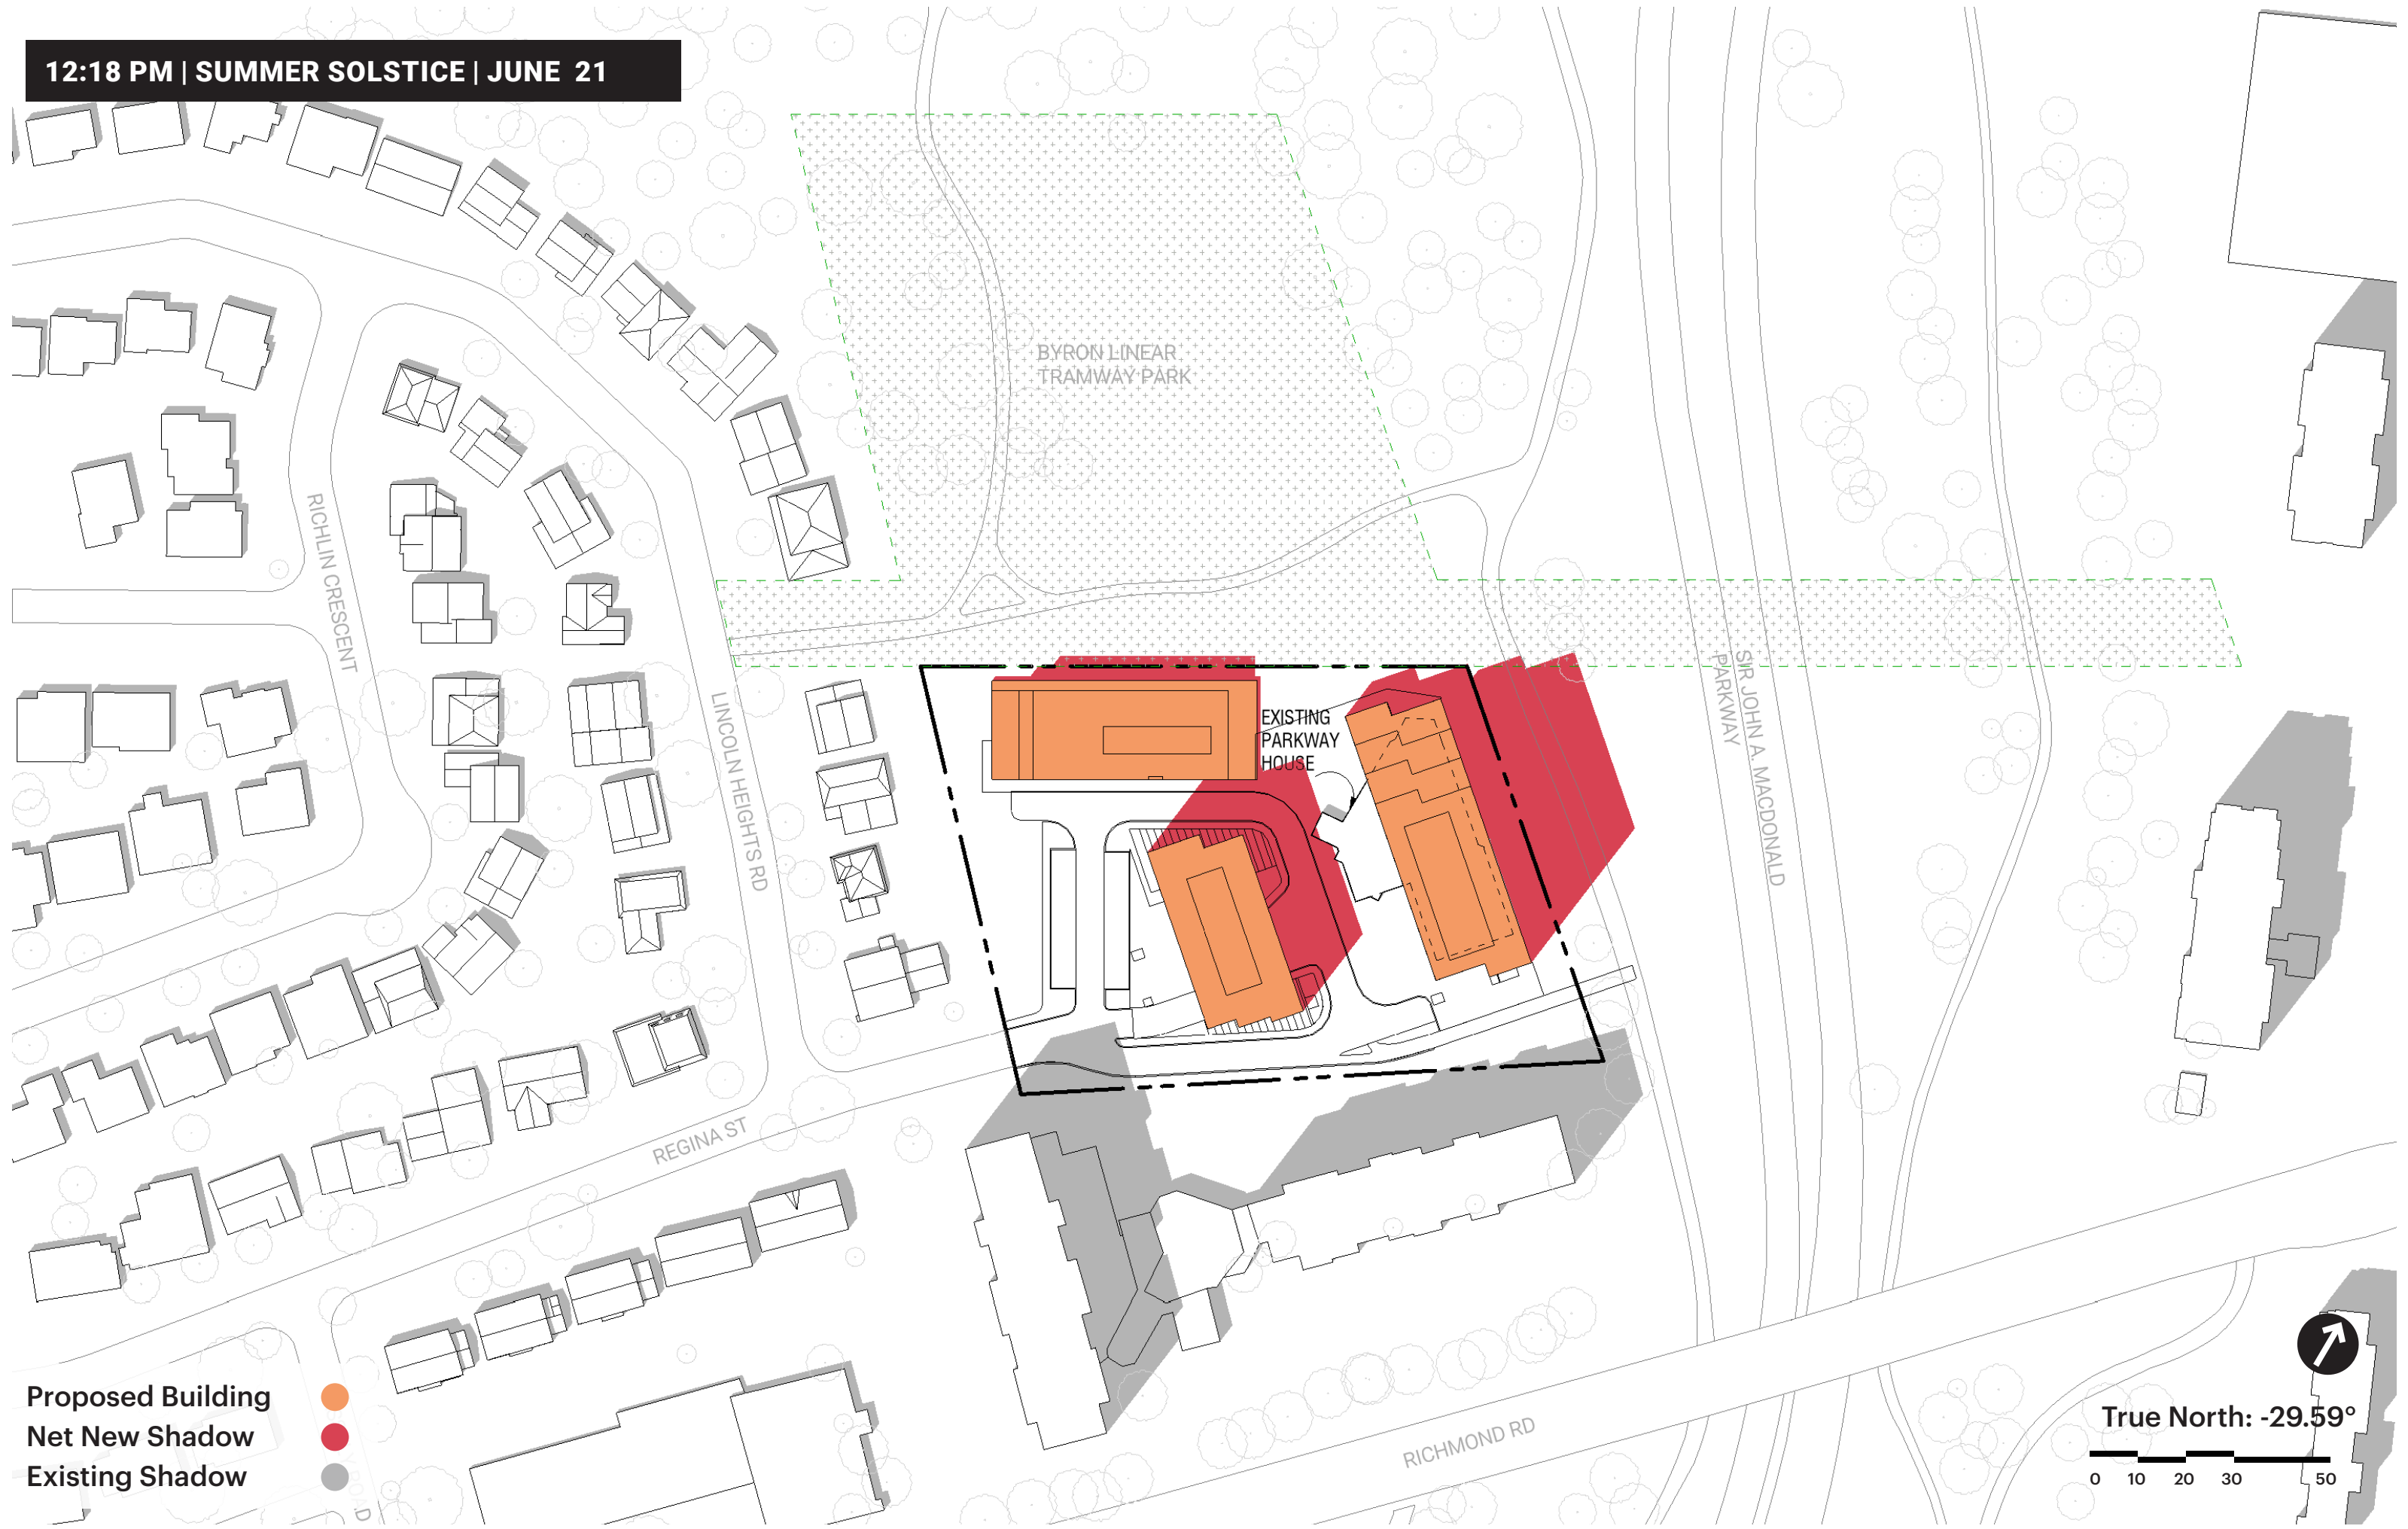 12:18 PM | SUMMER SOLSTICE | JUNE 21
BYRON LINEAR
TRAMWAY PARK
RICHLIN CRESCENT
LINCOLN HEIGHTS RD
EXISTING
PARKWAY
HOUSE
SIR JOHN A. MACDONALD
PARKWAY
REGINA ST
RICHMOND RD
Proposed Building
Net New Shadow
Existing Shadow
True North: -29.59°
0 10 20 30 50